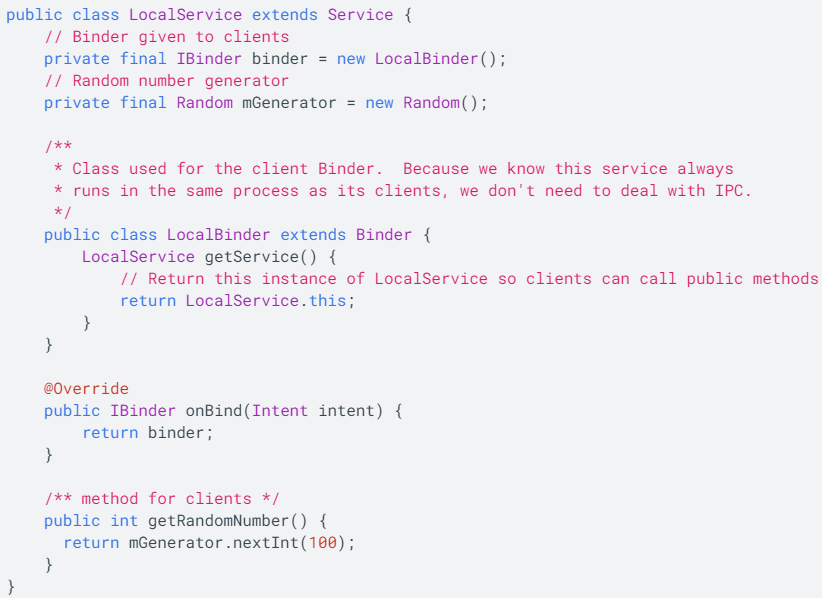 public class LocalService extends Service {
    // Binder given to clients
    private final IBinder binder = new LocalBinder();
    // Random number generator
    private final Random mGenerator = new Random();

    /**
     * Class used for the client Binder.  Because we know this service always
     * runs in the same process as its clients, we don't need to deal with IPC.
     */
    public class LocalBinder extends Binder {
        LocalService getService() {
            // Return this instance of LocalService so clients can call public methods
            return LocalService.this;
        }
    }

    @Override
    public IBinder onBind(Intent intent) {
        return binder;
    }

    /** method for clients */
    public int getRandomNumber() {
      return mGenerator.nextInt(100);
    }
}